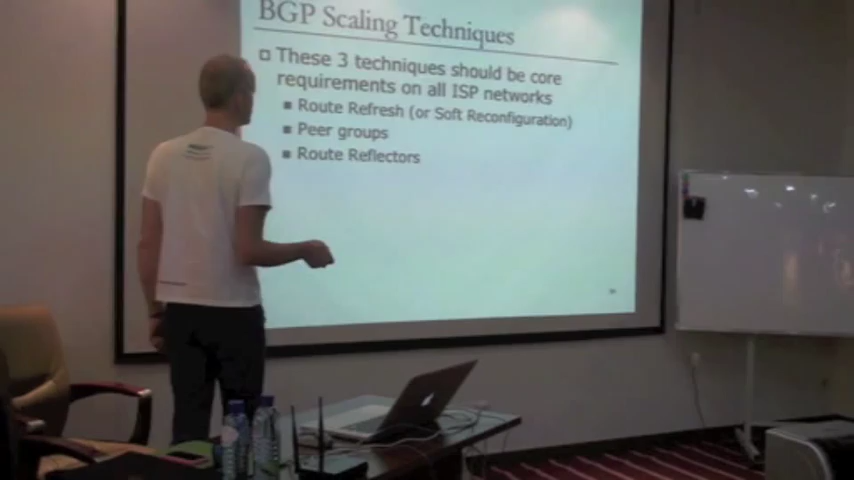 BGP Scaling Techniques
These 3 techniques should be core
requirements on all ISP networks
Route Refresh (or Soft Reconfiguration)
Peer groups
Route Reflectors